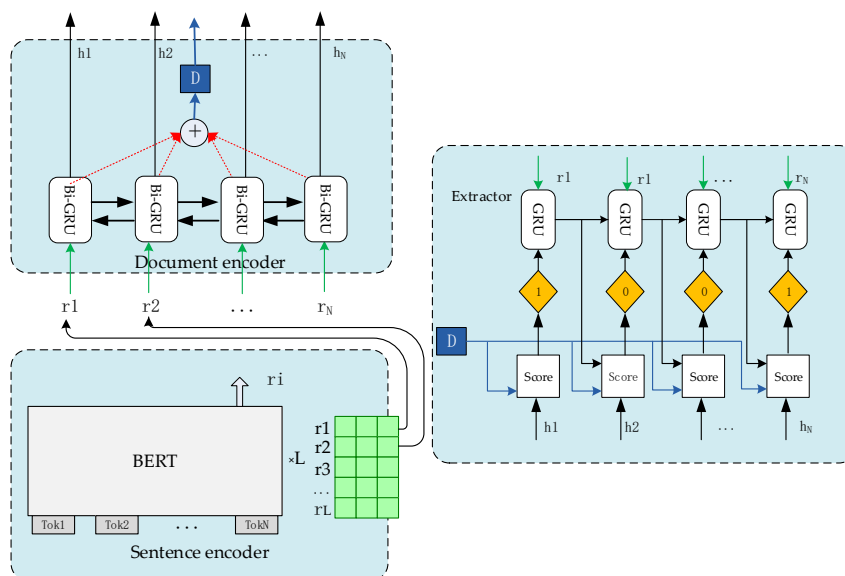 h1 h2 ... hN
D
+
Bi-GRU Bi-GRU Bi-GRU Bi-GRU
Document encoder
r1 r2 ... rN
ri
BERT
×L
r1
r2
r3
...
rL
Tok1 Tok2 ... TokN
Sentence encoder
Extractor
r1 r1 ... rN
GRU GRU GRU GRU
1 0 0 1
D
Score Score Score Score
h1 h2 ... hN